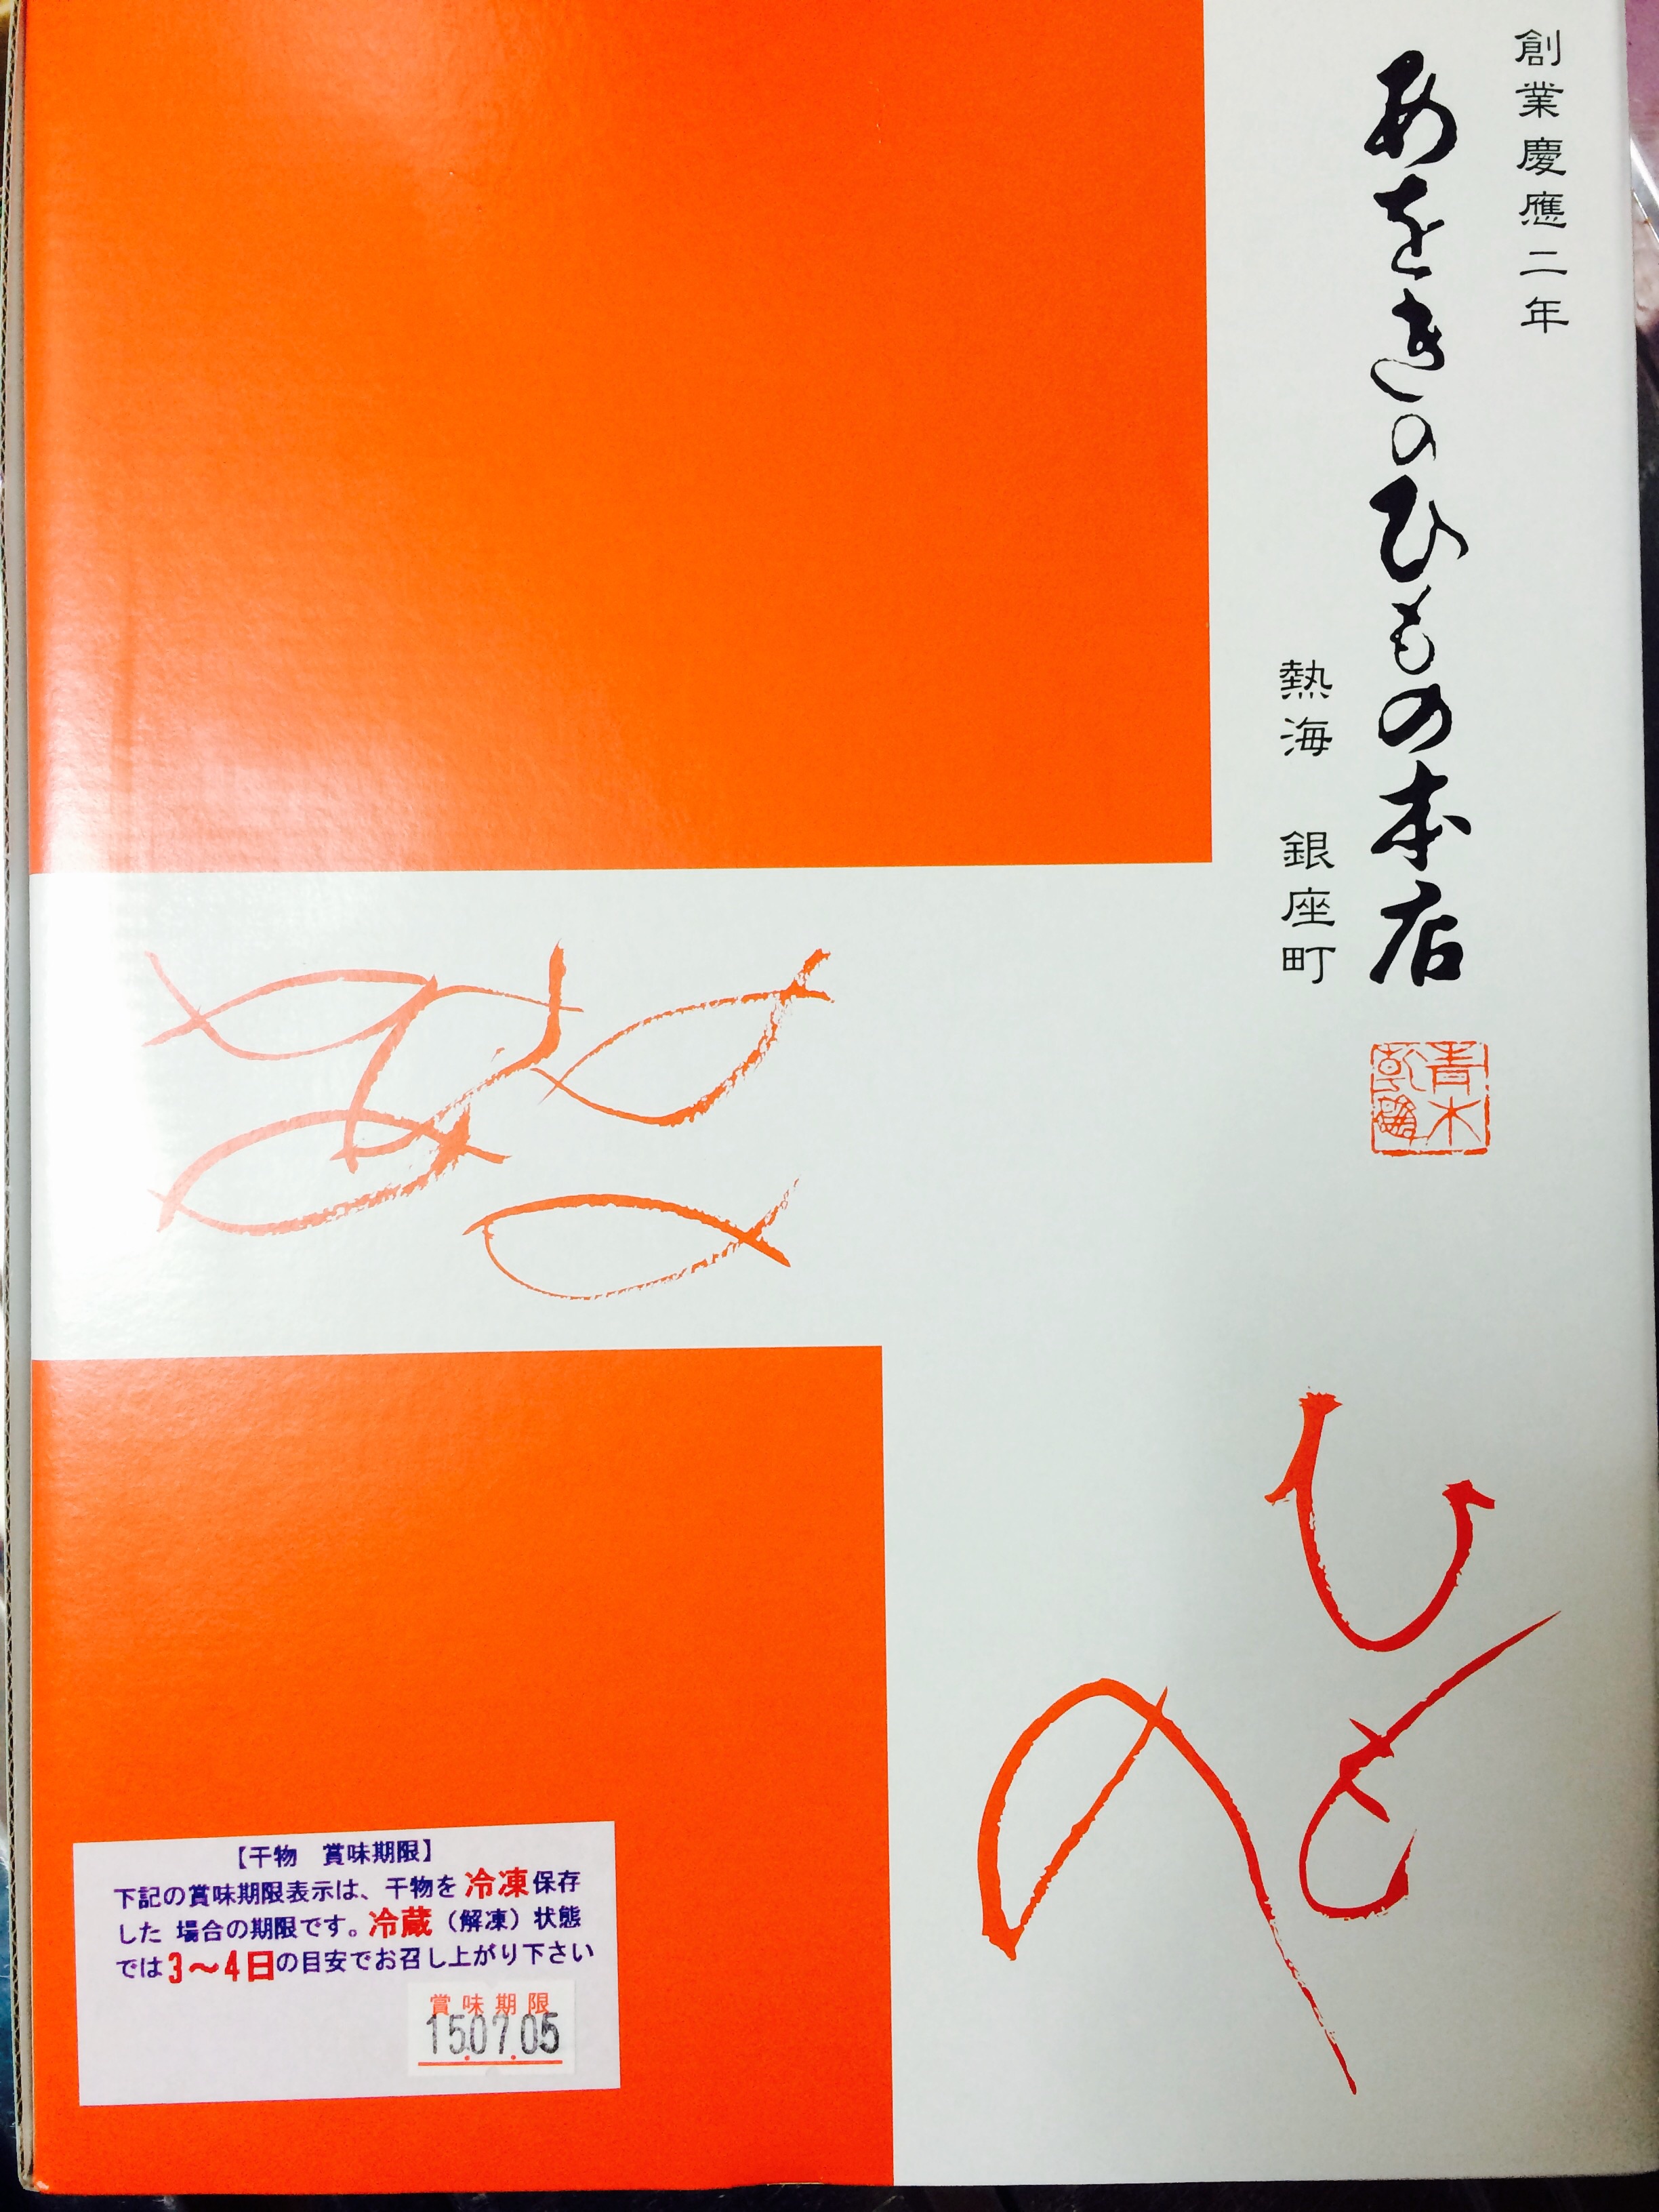 創業慶應二年
あをきのひもの本店
熱海 銀座町
青木
ひもの
【干物 賞味期限】
下記の賞味期限表示は、干物を冷凍保存
した 場合の期限です。冷蔵（解凍）状態
では3～4日の目安でお召し上がり下さい
賞味期限
15.07.05